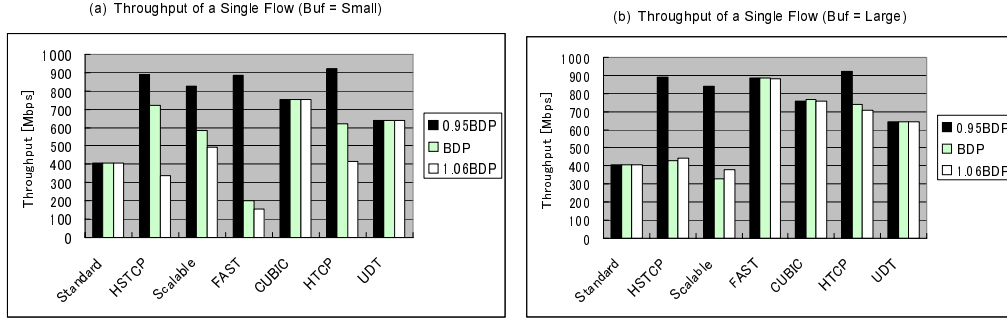 (a) Throughput of a Single Flow (Buf = Small)
Throughput [Mbps]
1000
900
800
700
600
500
400
300
200
100
0
Standard
HSTCP
Scalable
FAST
CUBIC
HTCP
UDT
0.95BDP
BDP
1.06BDP
(b) Throughput of a Single Flow (Buf = Large)
Throughput [Mbps]
1000
900
800
700
600
500
400
300
200
100
0
Standard
HSTCP
Scalable
FAST
CUBIC
HTCP
UDT
0.95BDP
BDP
1.06BDP